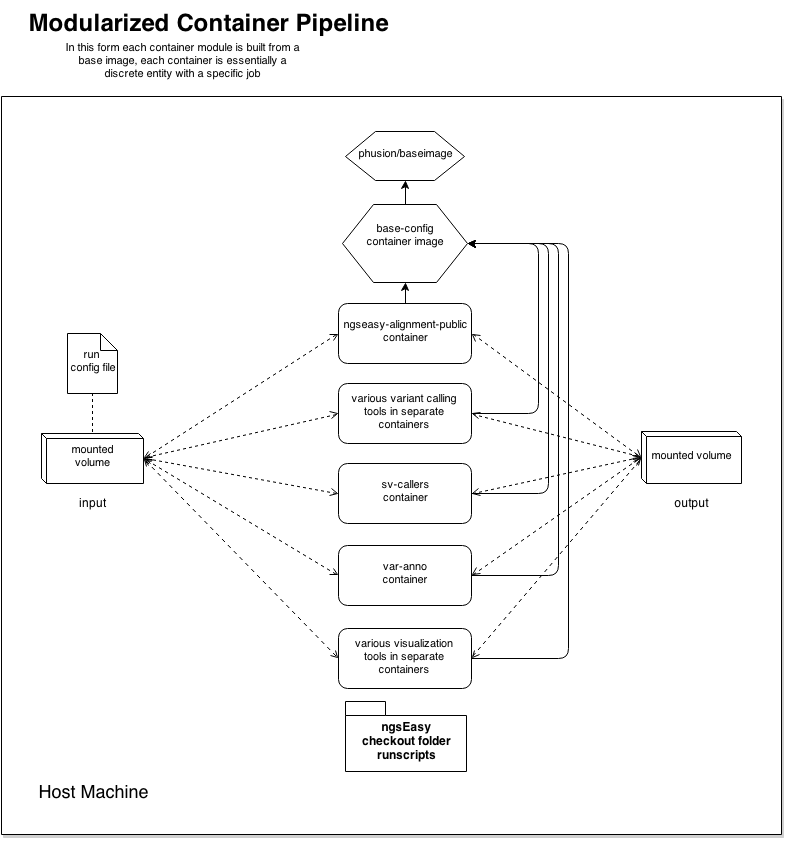 Modularized Container Pipeline
In this form each container module is built from a
base image, each container is essentially a
discrete entity with a specific job
phusion/baseimage
base-config
container image
ngseasy-alignment-public
container
run
config file
various variant calling
tools in separate
containers
mounted
volume
mounted volume
input
sv-callers
container
output
var-anno
container
various visualization
tools in separate
containers
ngsEasy
checkout folder
runscripts
Host Machine